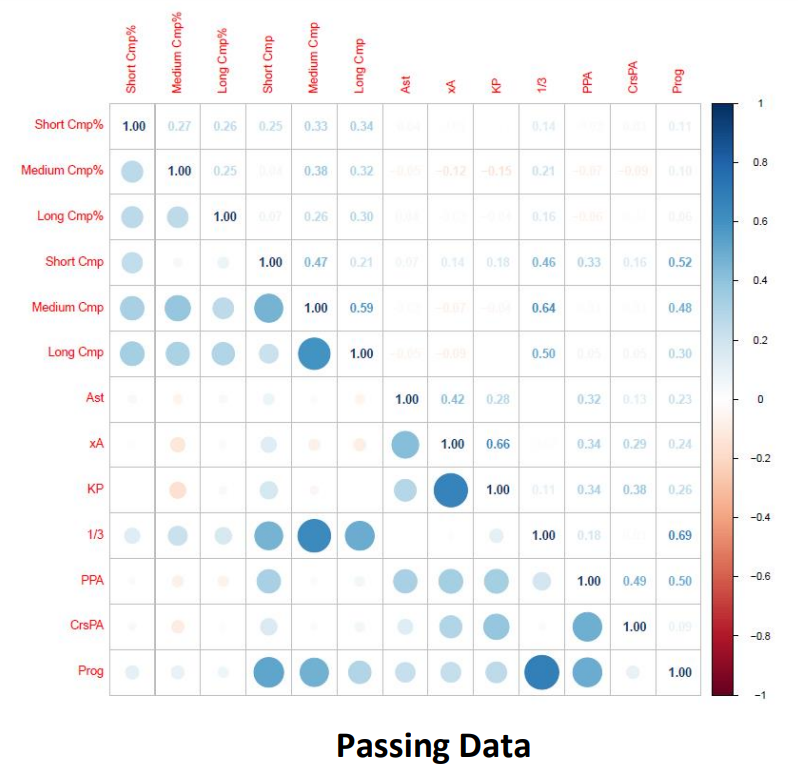 Short Cmp% Medium Cmp% Long Cmp% Short Cmp Medium Cmp Long Cmp Ast xA KP 1/3 PPA CrsPA Prog
Short Cmp% 1.00 0.27 0.26 0.25 0.33 0.34 0.14 0.11
Medium Cmp% 1.00 0.25 0.38 0.32 −0.12 −0.15 0.21 −0.07 −0.09 0.10
Long Cmp% 1.00 0.07 0.26 0.30 0.16 −0.06 0.06
Short Cmp 1.00 0.47 0.21 0.07 0.14 0.18 0.46 0.33 0.16 0.52
Medium Cmp 1.00 0.59 −0.07 0.64 0.48
Long Cmp 1.00 −0.09 0.50 0.05 0.05 0.30
Ast 1.00 0.42 0.28 0.32 0.13 0.23
xA 1.00 0.66 0.34 0.29 0.24
KP 1.00 0.11 0.34 0.38 0.26
1/3 1.00 0.18 0.69
PPA 1.00 0.49 0.50
CrsPA 1.00 0.09
Prog 1.00
1
0.8
0.6
0.4
0.2
0
−0.2
−0.4
−0.6
−0.8
−1
Passing Data